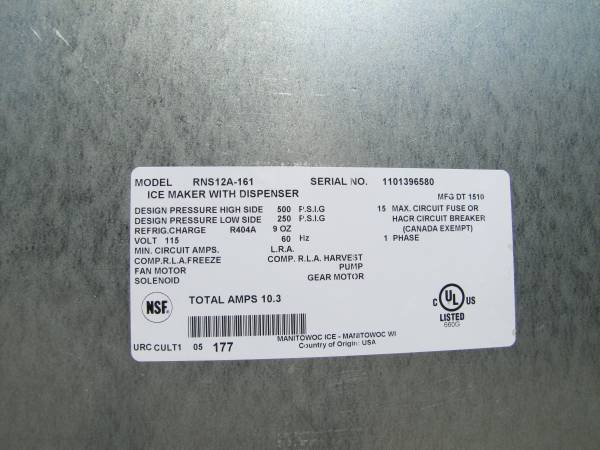 MODEL RNS12A-161 SERIAL NO. 1101396580
ICE MAKER WITH DISPENSER MFG DT 1510
DESIGN PRESSURE HIGH SIDE 500 P.S.I.G 15 MAX. CIRCUIT FUSE OR
DESIGN PRESSURE LOW SIDE 250 P.S.I.G HACR CIRCUIT BREAKER
REFRIG.CHARGE R404A 9 OZ (CANADA EXEMPT)
VOLT 115 60 Hz 1 PHASE
MIN. CIRCUIT AMPS. L.R.A.
COMP.R.L.A.FREEZE COMP. R.L.A. HARVEST
FAN MOTOR PUMP
SOLENOID GEAR MOTOR
NSF TOTAL AMPS 10.3 C UL US
LISTED
660G
MANITOWOC ICE - MANITOWOC WI
URC CULT1 05 177 Country of Origin: USA